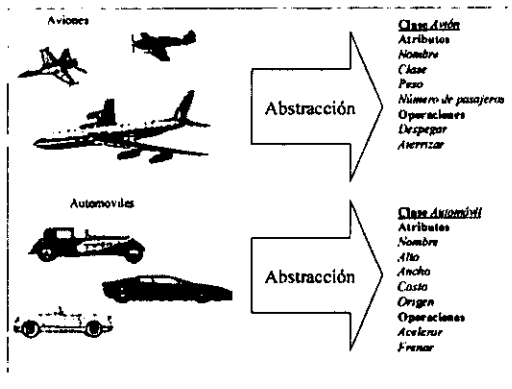 Aviones
Abstracción
Clase Avión
Atributos
Nombre
Clase
Peso
Número de pasajeros
Operaciones
Despegar
Aterrizar
Automoviles
Abstracción
Clase Automóvil
Atributos
Nombre
Alto
Ancho
Costo
Origen
Operaciones
Acelerar
Frenar